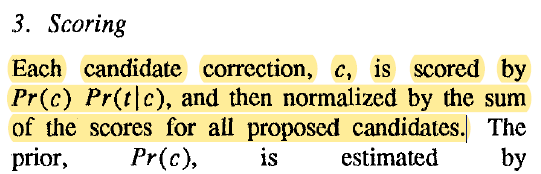 3. Scoring
Each candidate correction, c, is scored by
Pr(c) Pr(t|c), and then normalized by the sum
of the scores for all proposed candidates. The
prior, Pr(c), is estimated by